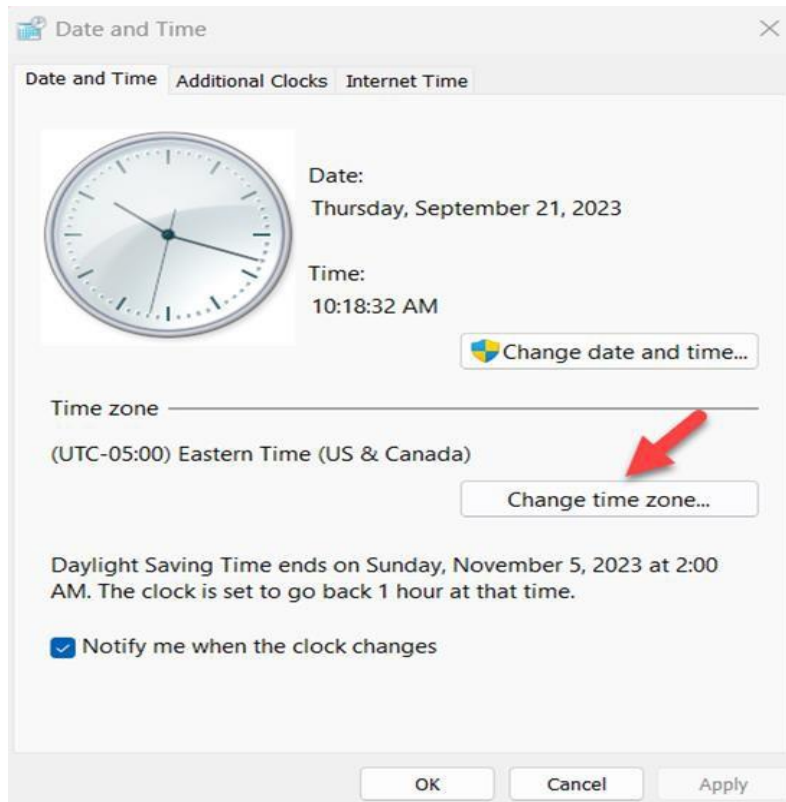 Date and Time
Date and Time
Additional Clocks
Internet Time
Date:
Thursday, September 21, 2023
Time:
10:18:32 AM
Change date and time...
Time zone
(UTC-05:00) Eastern Time (US & Canada)
Change time zone...
Daylight Saving Time ends on Sunday, November 5, 2023 at 2:00
AM. The clock is set to go back 1 hour at that time.
Notify me when the clock changes
OK
Cancel
Apply